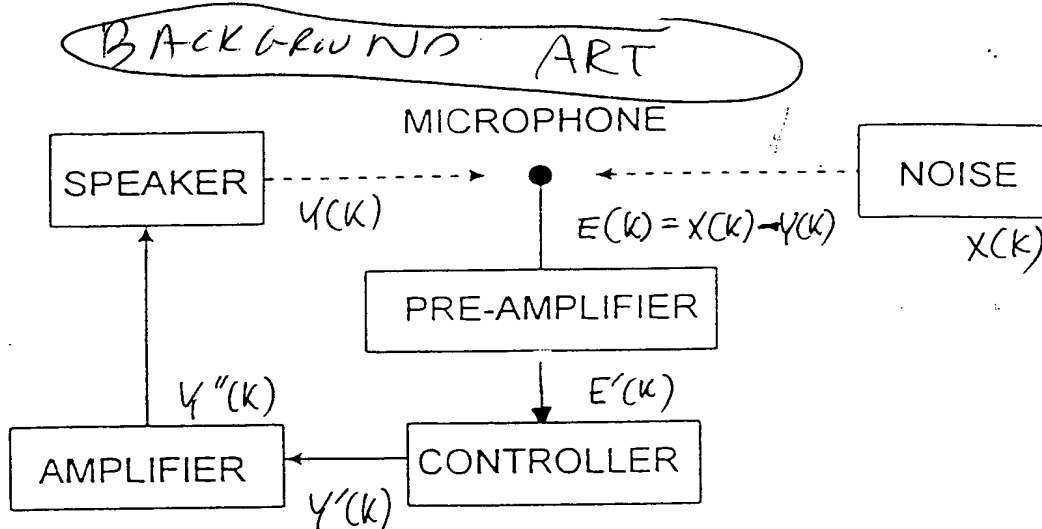 BACKGROUND ART
MICROPHONE
SPEAKER
NOISE
Y(K)
E(K) = X(K) - Y(K)
X(K)
PRE-AMPLIFIER
E'(K)
Y"(K)
AMPLIFIER
CONTROLLER
Y'(K)